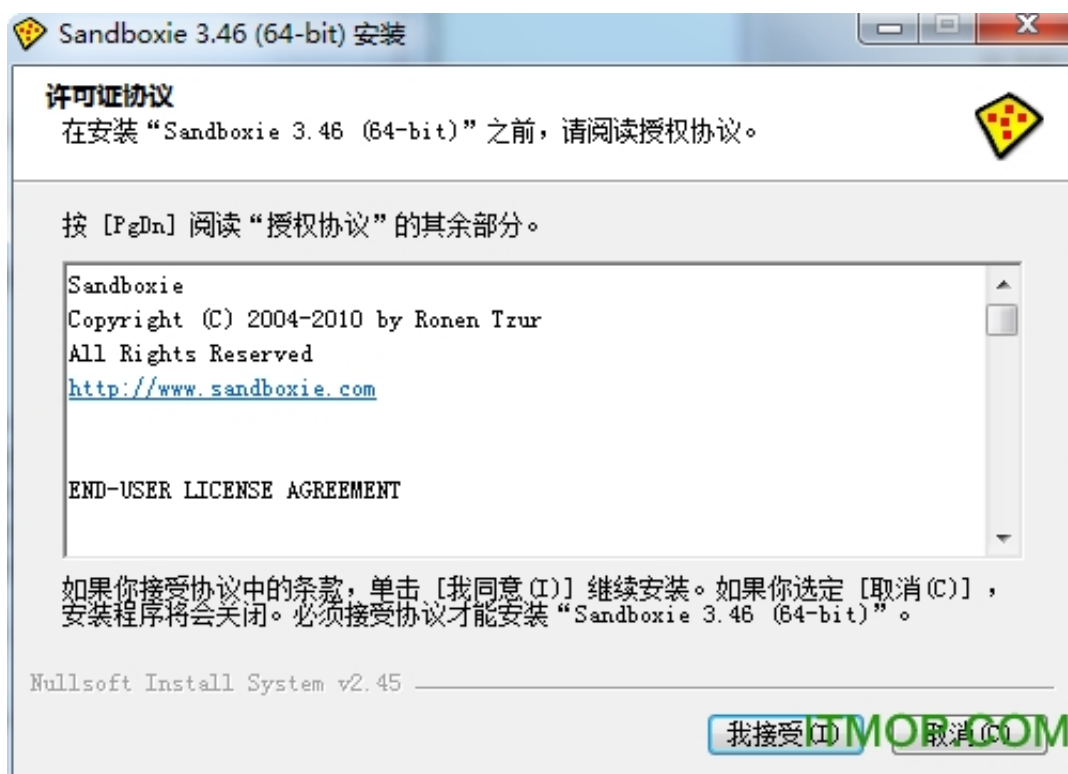 Sandboxie 3.46 (64-bit) 安装
许可证协议
在安装“Sandboxie 3.46 (64-bit)”之前，请阅读授权协议。
按 [PgDn] 阅读“授权协议”的其余部分。
Sandboxie
Copyright (C) 2004-2010 by Ronen Tzur
All Rights Reserved
http://www.sandboxie.com
END-USER LICENSE AGREEMENT
如果你接受协议中的条款，单击 [我同意(I)] 继续安装。如果你选定 [取消(C)] ，
安装程序将会关闭。必须接受协议才能安装“Sandboxie 3.46 (64-bit)”。
Nullsoft Install System v2.45
我接受(I)
取消(C)
ITMOP.COM